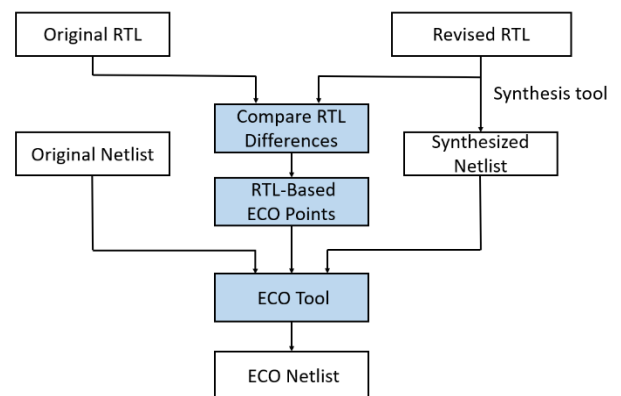 Original RTL
Revised RTL
Synthesis tool
Compare RTL
Differences
Original Netlist
Synthesized
Netlist
RTL-Based
ECO Points
ECO Tool
ECO Netlist